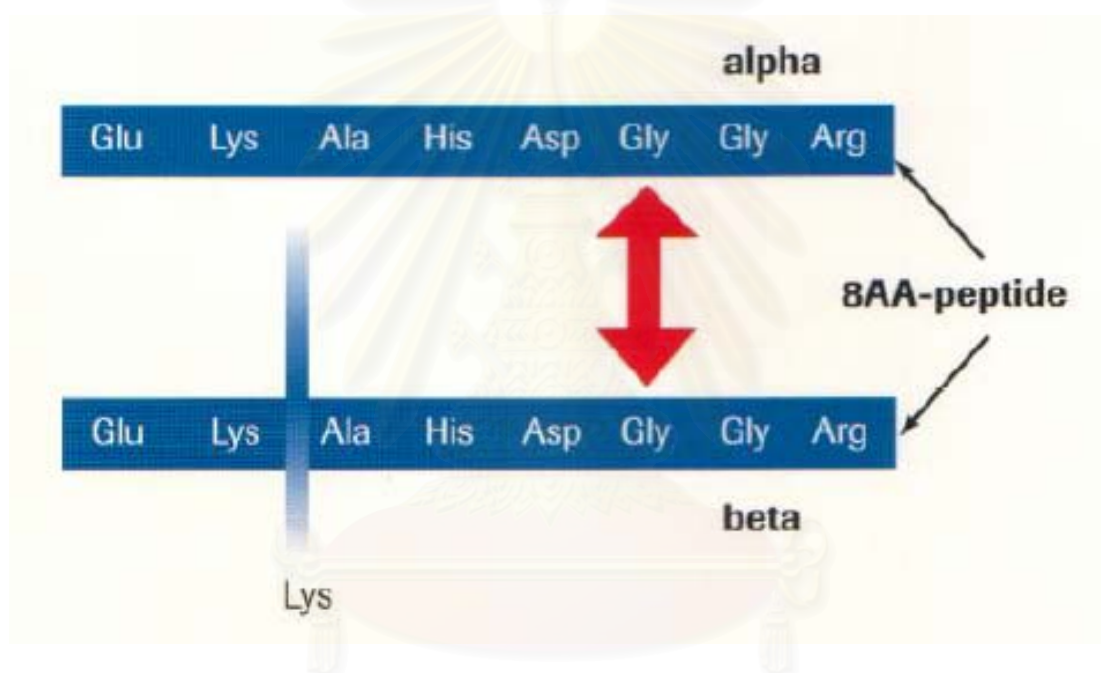 alpha
Glu Lys Ala His Asp Gly Gly Arg
8AA-peptide
Glu Lys Ala His Asp Gly Gly Arg
beta
Lys